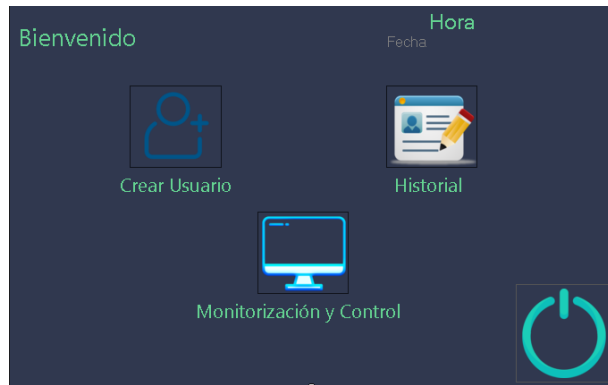 Bienvenido
Hora
Fecha
Crear Usuario
Historial
Monitorización y Control